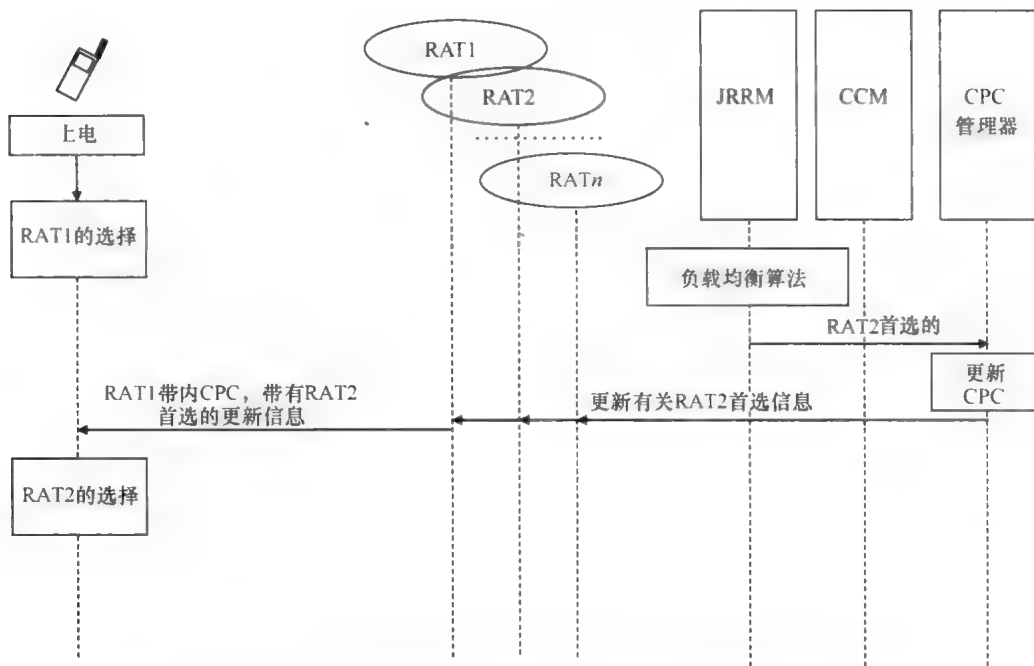 RAT1
RAT2
RATn
JRRM
CCM
CPC
管理器
上电
RAT1的选择
负载均衡算法
RAT2首选的
更新
CPC
RAT1带内CPC，带有RAT2
首选的更新信息
更新有关RAT2首选信息
RAT2的选择